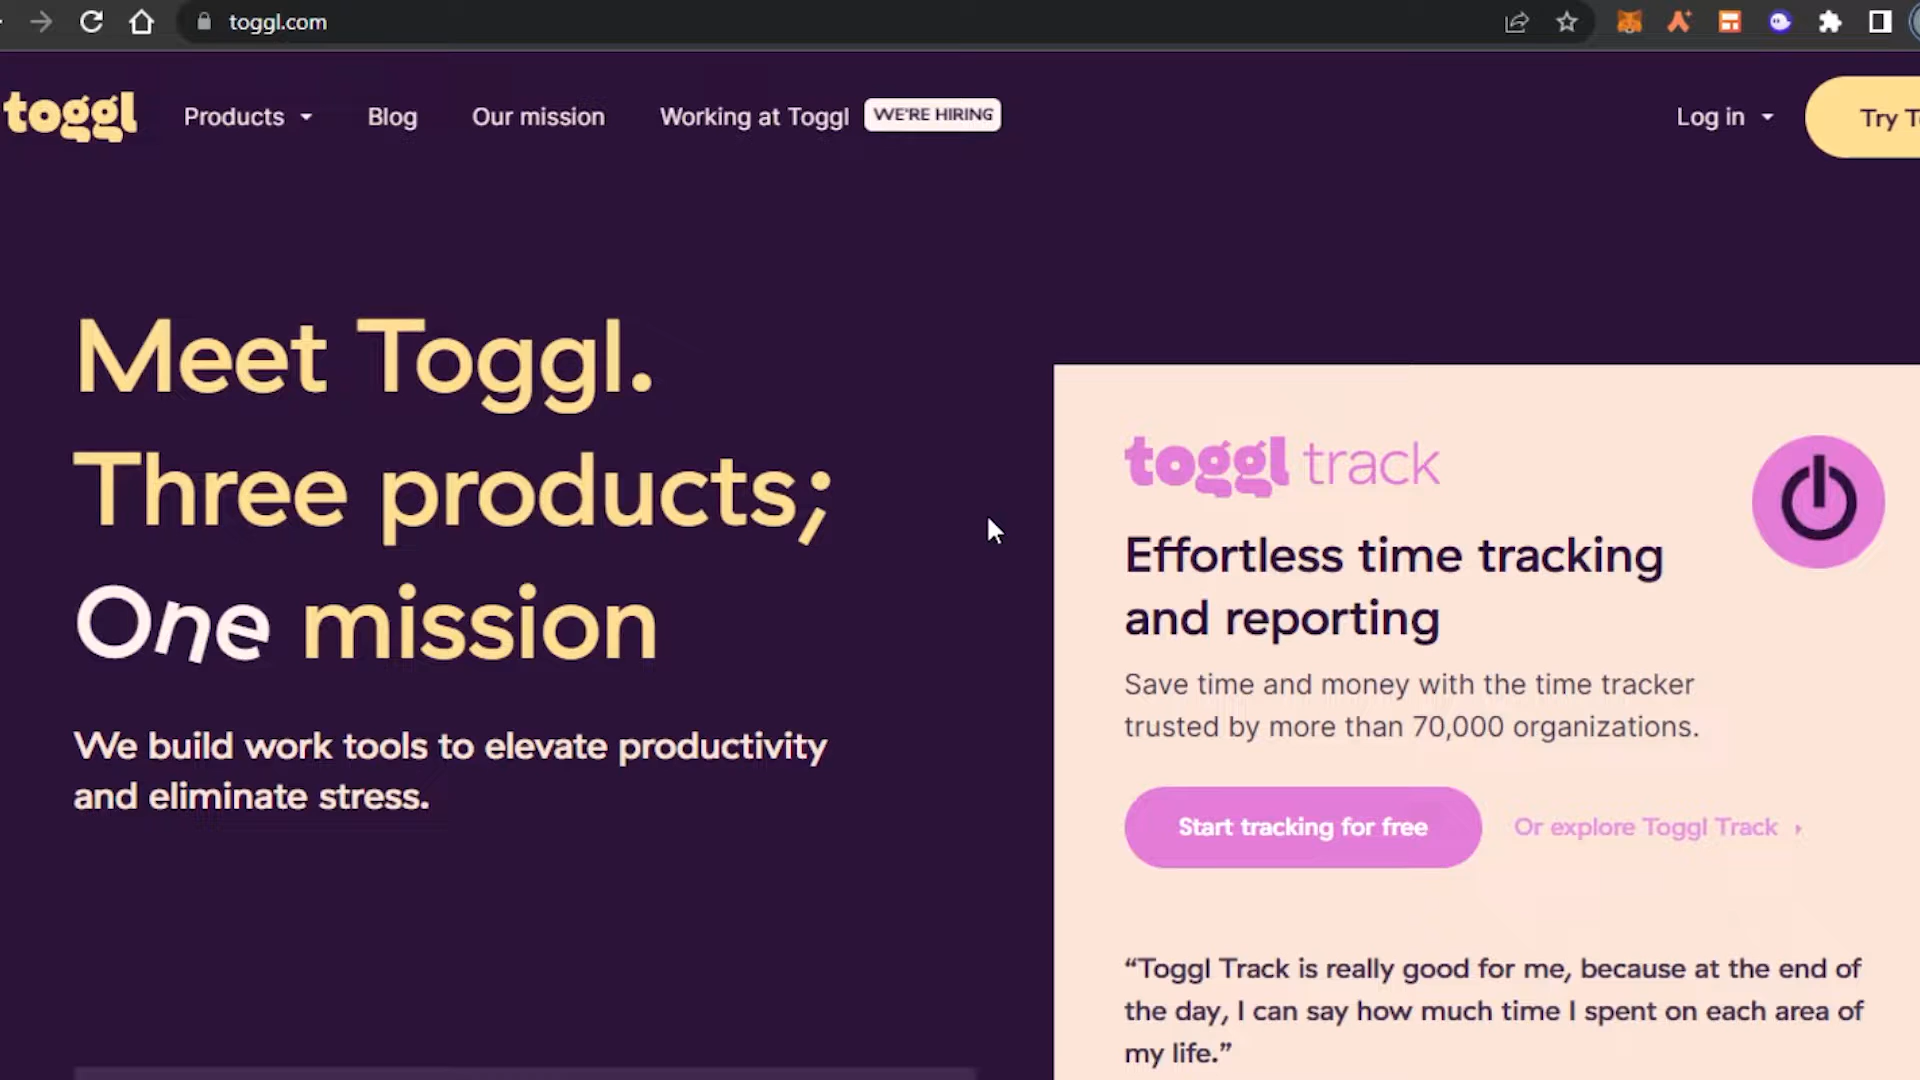 toggl.com
toggl Products Blog Our mission Working at Toggl WE'RE HIRING Log in Try
Meet Toggl.
Three products;
One mission
We build work tools to elevate productivity
and eliminate stress.
toggl track
Effortless time tracking
and reporting
Save time and money with the time tracker
trusted by more than 70,000 organizations.
Start tracking for free Or explore Toggl Track
“Toggl Track is really good for me, because at the end of
the day, I can say how much time I spent on each area of
my life.”